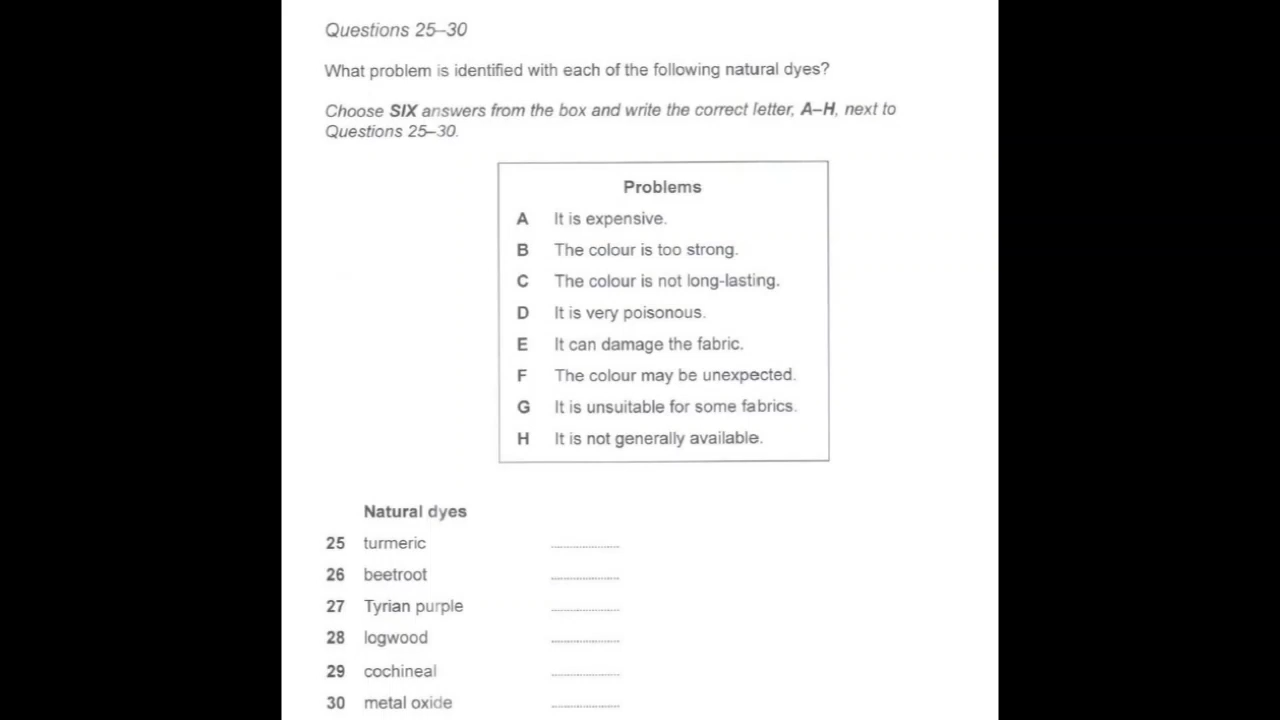 Questions 25–30
What problem is identified with each of the following natural dyes?
Choose SIX answers from the box and write the correct letter, A–H, next to
Questions 25–30.
Problems
A It is expensive.
B The colour is too strong.
C The colour is not long-lasting.
D It is very poisonous.
E It can damage the fabric.
F The colour may be unexpected.
G It is unsuitable for some fabrics.
H It is not generally available.
Natural dyes
25 turmeric ....................
26 beetroot ....................
27 Tyrian purple ....................
28 logwood ....................
29 cochineal ....................
30 metal oxide ....................